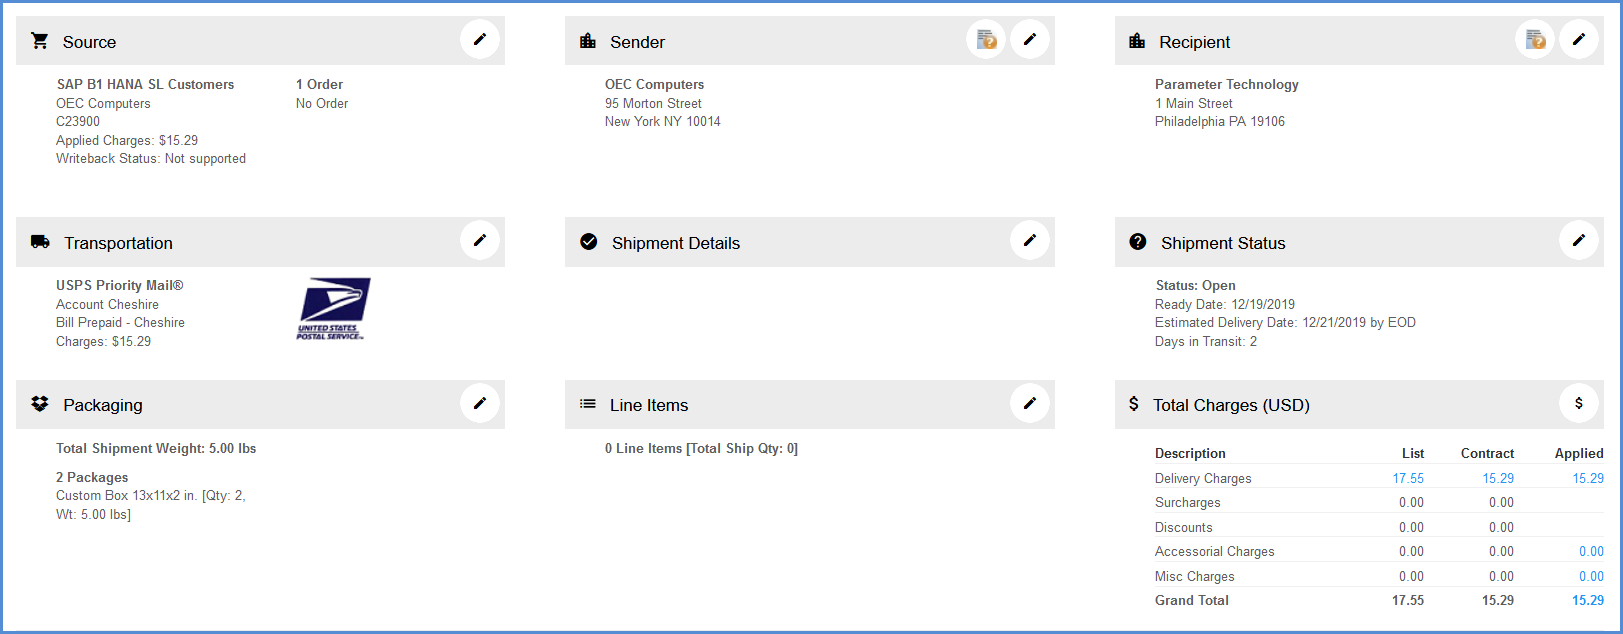 Source
SAP B1 HANA SL Customers
OEC Computers
C23900
Applied Charges: $15.29
Writeback Status: Not supported
1 Order
No Order
Sender
OEC Computers
95 Morton Street
New York NY 10014
Recipient
Parameter Technology
1 Main Street
Philadelphia PA 19106
Transportation
USPS Priority Mail®
Account Cheshire
Bill Prepaid - Cheshire
Charges: $15.29
UNITED STATES
POSTAL SERVICE™
Shipment Details
Shipment Status
Status: Open
Ready Date: 12/19/2019
Estimated Delivery Date: 12/21/2019 by EOD
Days in Transit: 2
Packaging
Total Shipment Weight: 5.00 lbs
2 Packages
Custom Box 13x11x2 in. [Qty: 2,
Wt: 5.00 lbs]
Line Items
0 Line Items [Total Ship Qty: 0]
$ Total Charges (USD) $
Description List Contract Applied
Delivery Charges 17.55 15.29 15.29
Surcharges 0.00 0.00
Discounts 0.00 0.00
Accessorial Charges 0.00 0.00 0.00
Misc Charges 0.00 0.00 0.00
Grand Total 17.55 15.29 15.29